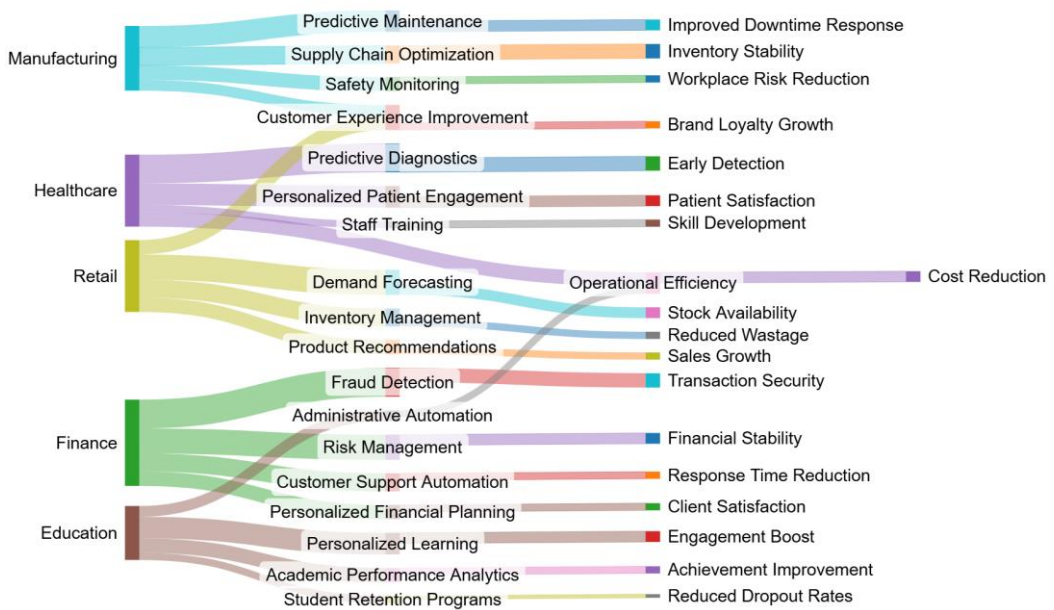 Manufacturing
Healthcare
Retail
Finance
Education
Predictive Maintenance
Supply Chain Optimization
Safety Monitoring
Customer Experience Improvement
Predictive Diagnostics
Personalized Patient Engagement
Staff Training
Demand Forecasting
Inventory Management
Product Recommendations
Fraud Detection
Administrative Automation
Risk Management
Customer Support Automation
Personalized Financial Planning
Personalized Learning
Academic Performance Analytics
Student Retention Programs
Improved Downtime Response
Inventory Stability
Workplace Risk Reduction
Brand Loyalty Growth
Early Detection
Patient Satisfaction
Skill Development
Operational Efficiency
Stock Availability
Reduced Wastage
Sales Growth
Transaction Security
Financial Stability
Response Time Reduction
Client Satisfaction
Engagement Boost
Achievement Improvement
Reduced Dropout Rates
Cost Reduction